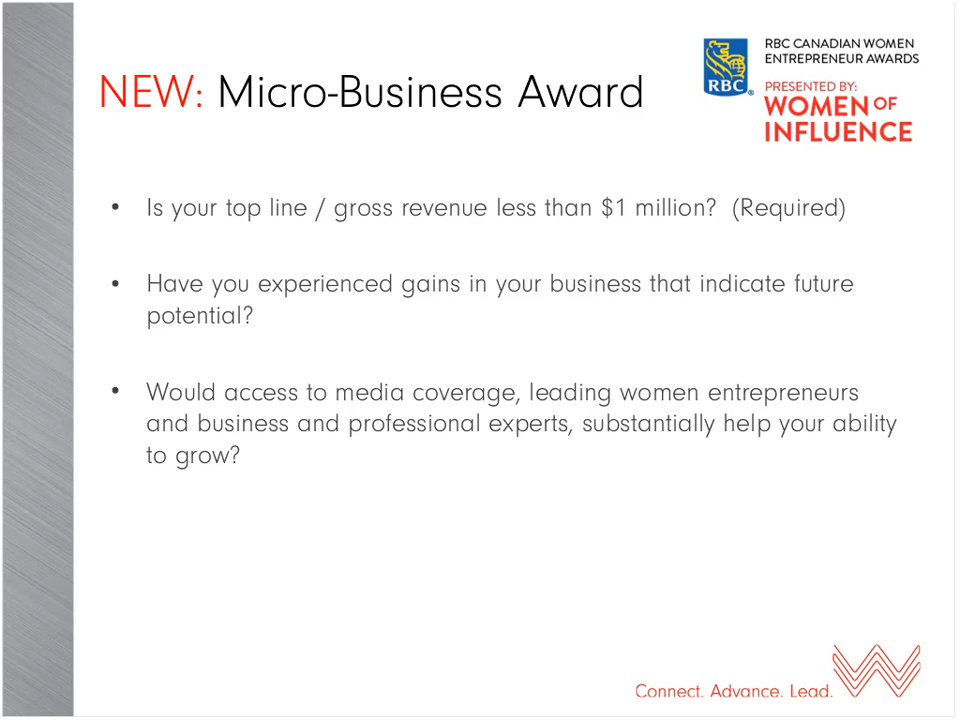 NEW: Micro-Business Award
RBC
RBC CANADIAN WOMEN
ENTREPRENEUR AWARDS
PRESENTED BY:
WOMEN OF
INFLUENCE
• Is your top line / gross revenue less than $1 million? (Required)
• Have you experienced gains in your business that indicate future
potential?
• Would access to media coverage, leading women entrepreneurs
and business and professional experts, substantially help your ability
to grow?
Connect. Advance. Lead.